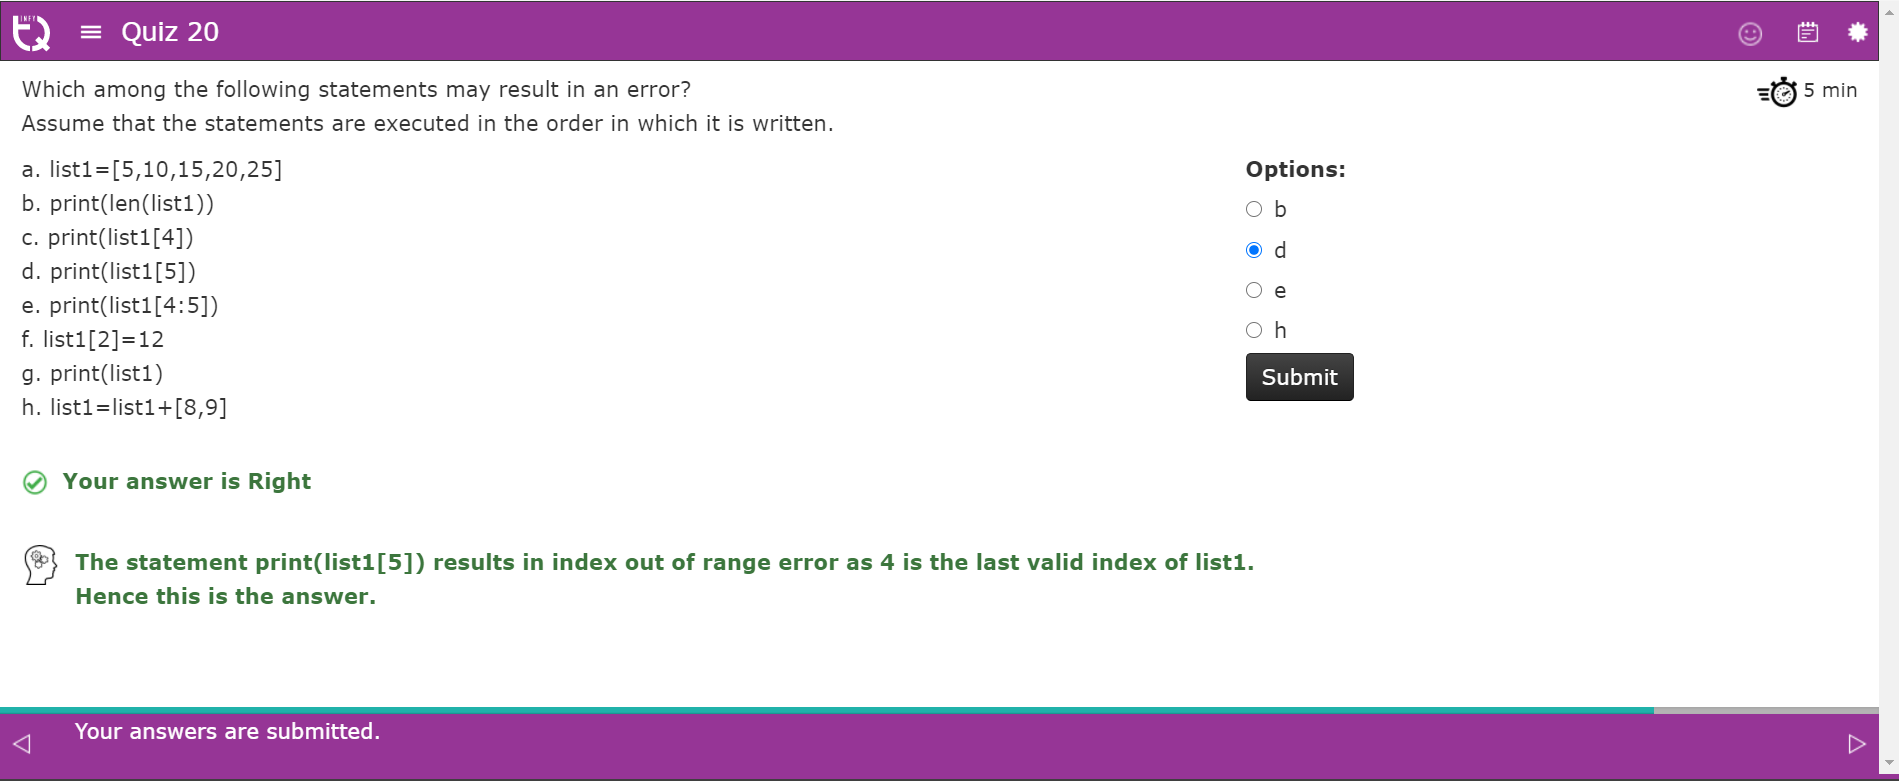 INFY
TQ
Quiz 20
Which among the following statements may result in an error?
5 min
Assume that the statements are executed in the order in which it is written.
a. list1=[5,10,15,20,25]
b. print(len(list1))
c. print(list1[4])
d. print(list1[5])
e. print(list1[4:5])
f. list1[2]=12
g. print(list1)
h. list1=list1+[8,9]
Options:
b
d
e
h
Submit
Your answer is Right
The statement print(list1[5]) results in index out of range error as 4 is the last valid index of list1.
Hence this is the answer.
Your answers are submitted.